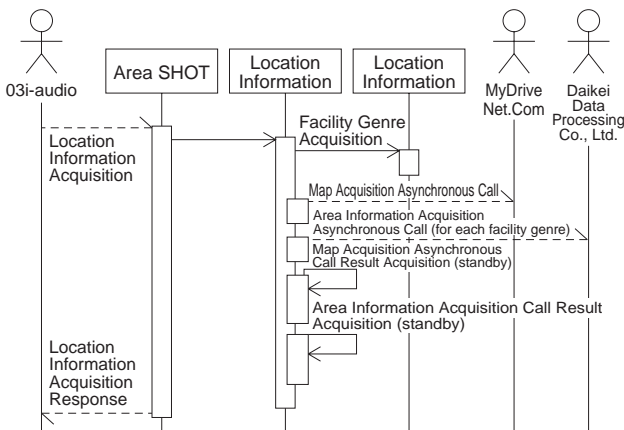 03i-audio
Area SHOT
Location
Information
Location
Information
MyDrive
Net.Com
Daikei
Data
Processing
Co., Ltd.
Location
Information
Acquisition
Facility Genre
Acquisition
Map Acquisition Asynchronous Call
Area Information Acquisition
Asynchronous Call (for each facility genre)
Map Acquisition Asynchronous
Call Result Acquisition (standby)
Area Information Acquisition Call Result
Acquisition (standby)
Location
Information
Acquisition
Response